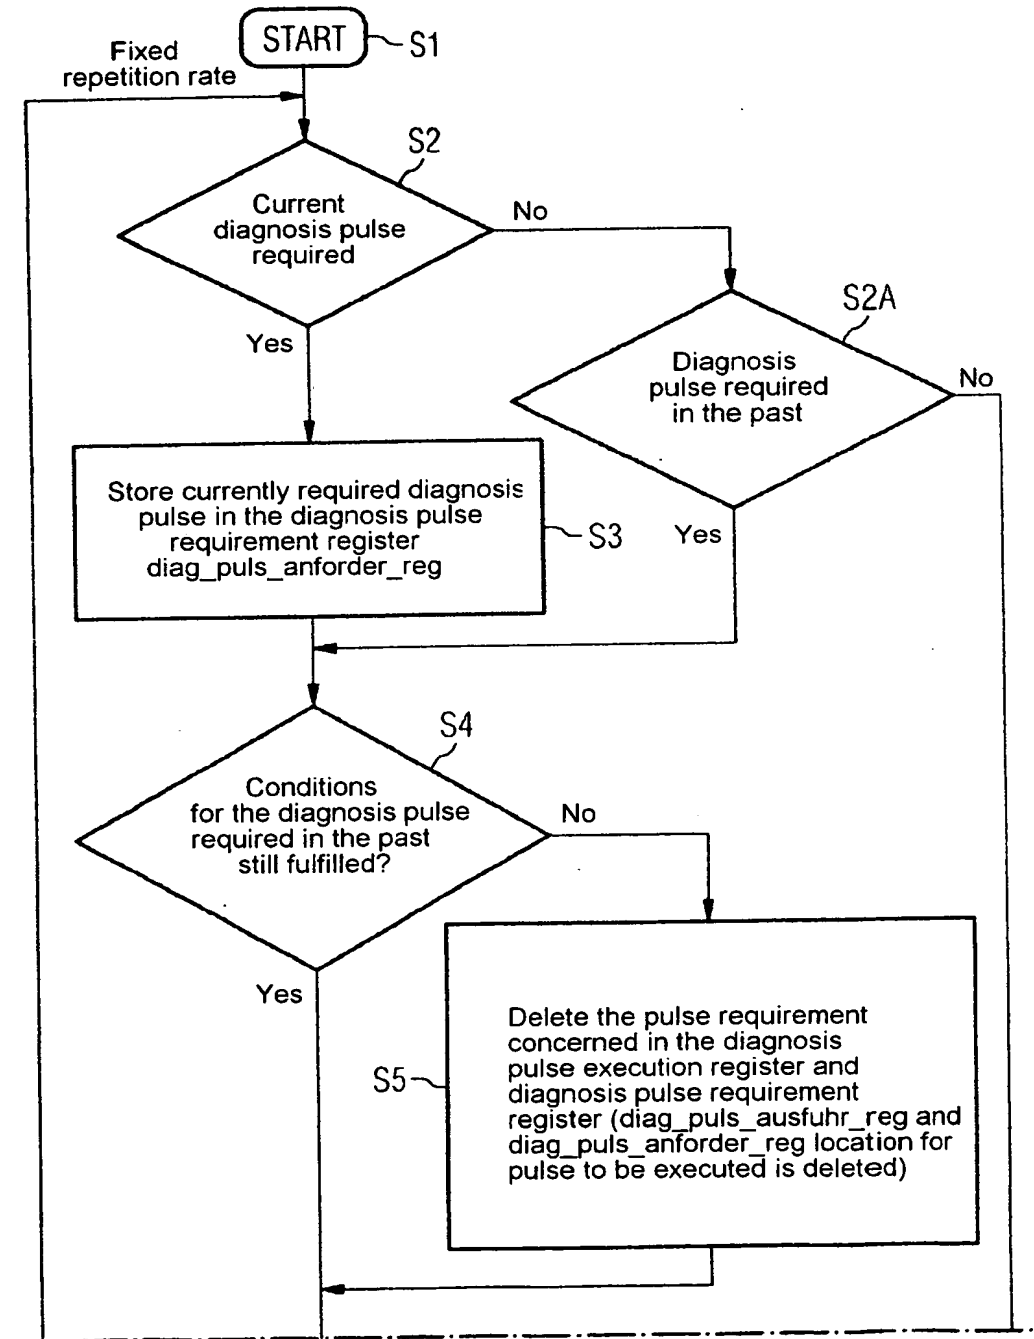 START
S1
Fixed
repetition rate
S2
Current
diagnosis pulse
required
No
Yes
S2A
Diagnosis
pulse required
in the past
No
Yes
Store currently required diagnosis
pulse in the diagnosis pulse
requirement register
diag_puls_anforder_reg
S3
S4
Conditions
for the diagnosis pulse
required in the past
still fulfilled?
No
Yes
S5
Delete the pulse requirement
concerned in the diagnosis
pulse execution register and
diagnosis pulse requirement
register (diag_puls_ausfuhr_reg and
diag_puls_anforder_reg location for
pulse to be executed is deleted)